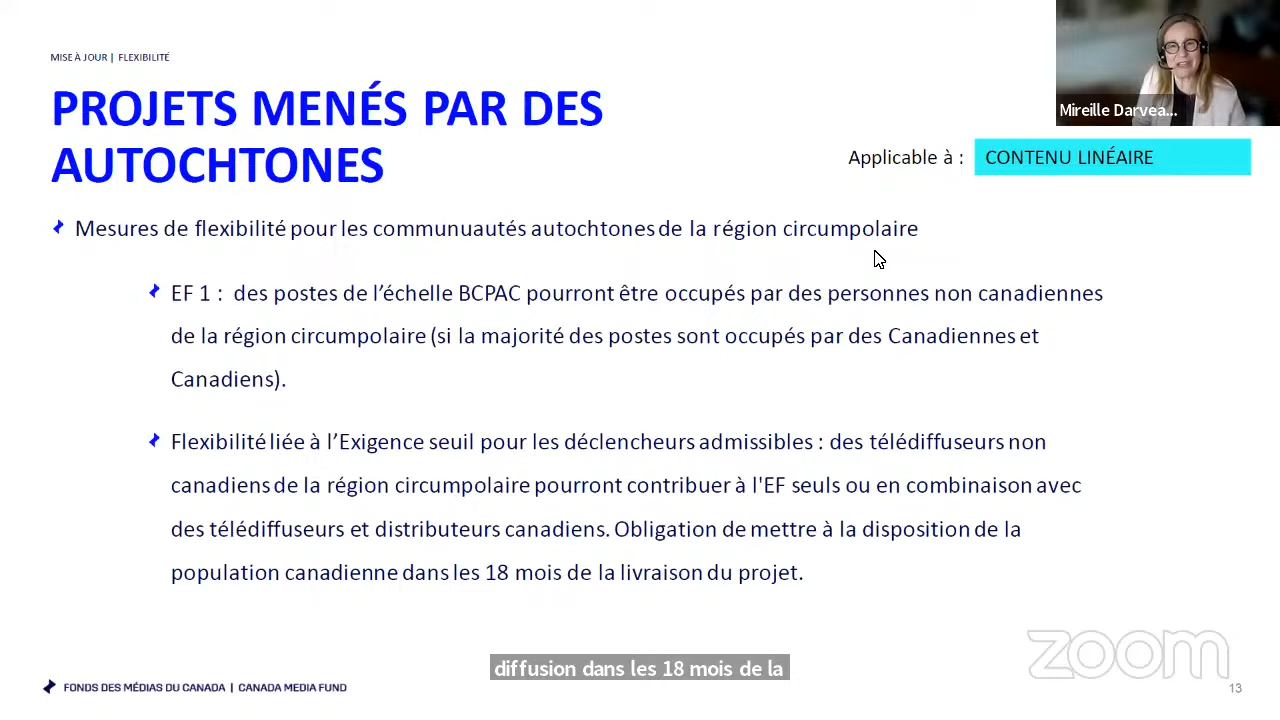 MISE À JOUR | FLEXIBILITÉ
PROJETS MENÉS PAR DES
AUTOCHTONES
Mireille Darvea...
Applicable à : CONTENU LINÉAIRE
Mesures de flexibilité pour les communuautés autochtones de la région circumpolaire
EF 1 : des postes de l’échelle BCPAC pourront être occupés par des personnes non canadiennes
de la région circumpolaire (si la majorité des postes sont occupés par des Canadiennes et
Canadiens).
Flexibilité liée à l’Exigence seuil pour les déclencheurs admissibles : des télédiffuseurs non
canadiens de la région circumpolaire pourront contribuer à l'EF seuls ou en combinaison avec
des télédiffuseurs et distributeurs canadiens. Obligation de mettre à la disposition de la
population canadienne dans les 18 mois de la livraison du projet.
diffusion dans les 18 mois de la
zoom
FONDS DES MÉDIAS DU CANADA | CANADA MEDIA FUND
13